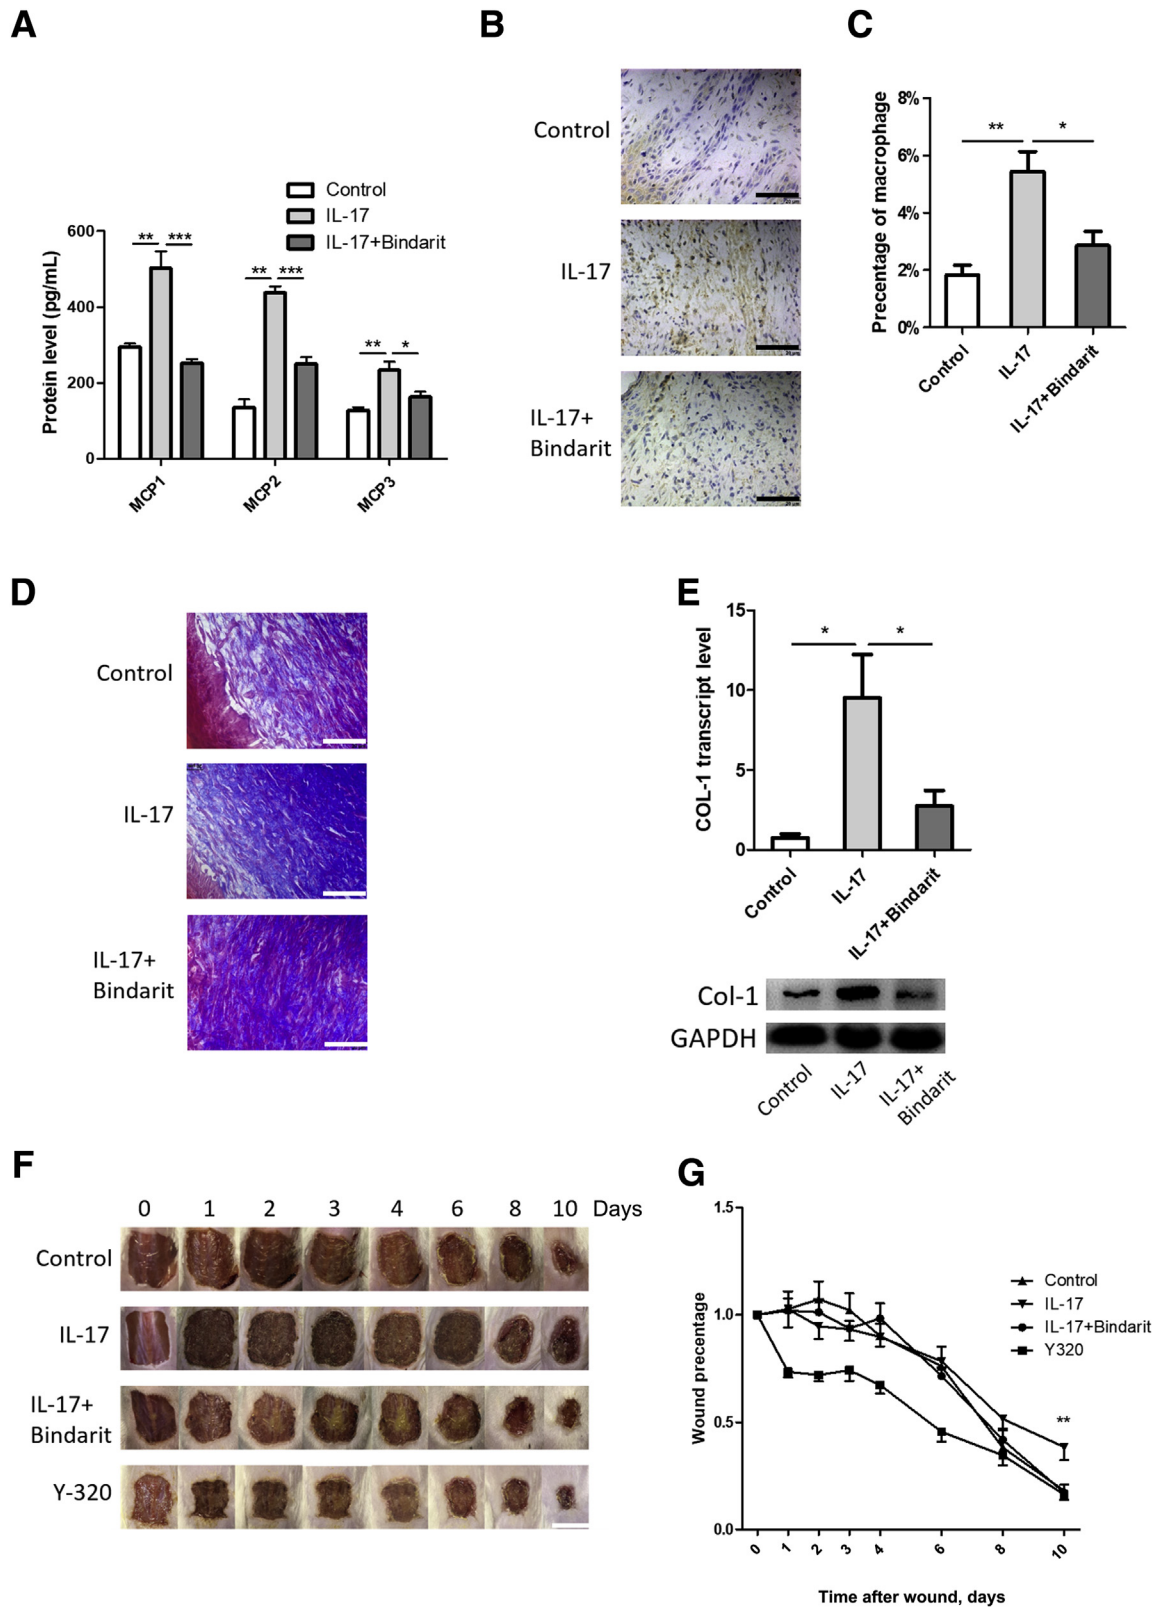 A
B
C
Control
IL-17
IL-17+Bindarit
Protein level (pg/mL)
600
400
200
0
** ***
** ***
** *
MCP1
MCP2
MCP3
Control
IL-17
IL-17+
Bindarit
Precentage of macrophage
8%
6%
4%
2%
0%
** *
Control
IL-17
IL-17+Bindarit
D
Control
IL-17
IL-17+
Bindarit
E
COL-1 transcript level
15
10
5
0
* *
Control
IL-17
IL-17+Bindarit
Col-1
GAPDH
Control
IL-17
IL-17+
Bindarit
F
0 1 2 3 4 6 8 10 Days
Control
IL-17
IL-17+
Bindarit
Y-320
G
Wound precentage
1.5
1.0
0.5
0.0
Control
IL-17
IL-17+Bindarit
Y320
**
0 1 2 3 4 6 8 10
Time after wound, days